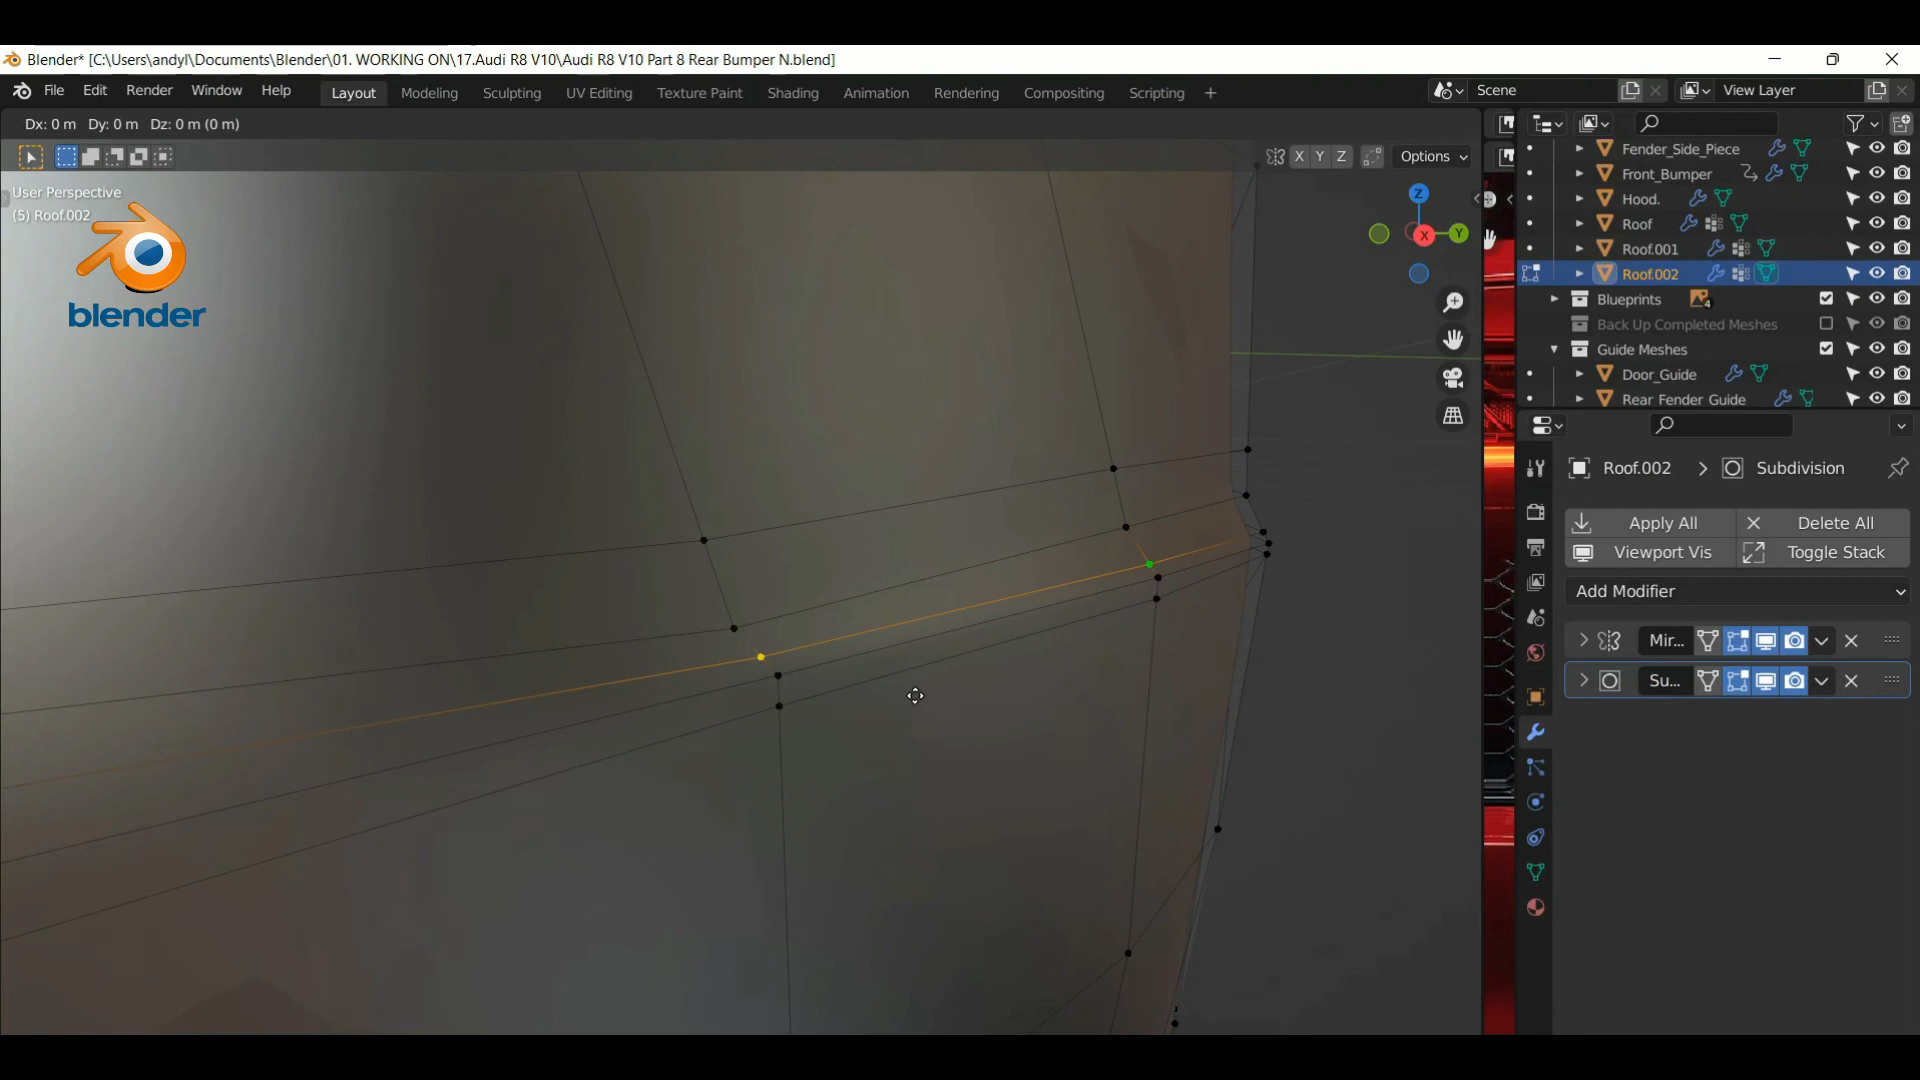 Blender* [C:\Users\andyl\Documents\Blender\01. WORKING ON\17.Audi R8 V10\Audi R8 V10 Part 8 Rear Bumper N.blend]
File Edit Render Window Help Layout Modeling Sculpting UV Editing Texture Paint Shading Animation Rendering Compositing Scripting + Scene View Layer
Dx: 0 m Dy: 0 m Dz: 0 m (0 m)
X Y Z Options
User Perspective
(5) Roof.002
blender
Z
X
Y
Fender_Side_Piece
Front_Bumper
Hood.
Roof
Roof.001
Roof.002
Blueprints 4
Back Up Completed Meshes
Guide Meshes
Door_Guide
Rear Fender Guide
Roof.002 > Subdivision
Apply All Delete All
Viewport Vis Toggle Stack
Add Modifier
Mir...
Su...